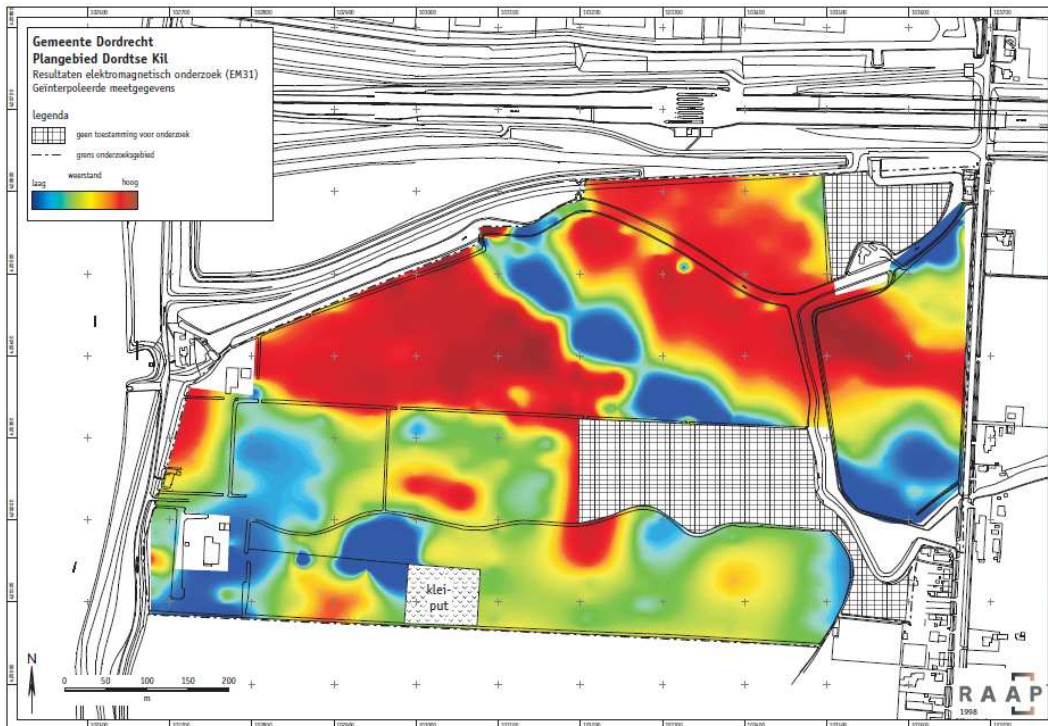 Gemeente Dordrecht
Plangebied Dordtse Kil
Resultaten elektromagnetisch onderzoek (EM31)
Geïnterpoleerde meetgegevens
legenda
geen toestemming voor onderzoek
grens onderzoeksgebied
weerstand
laag hoog
klei-
put
N
0 50 100 150 200
m
RAAP
1998